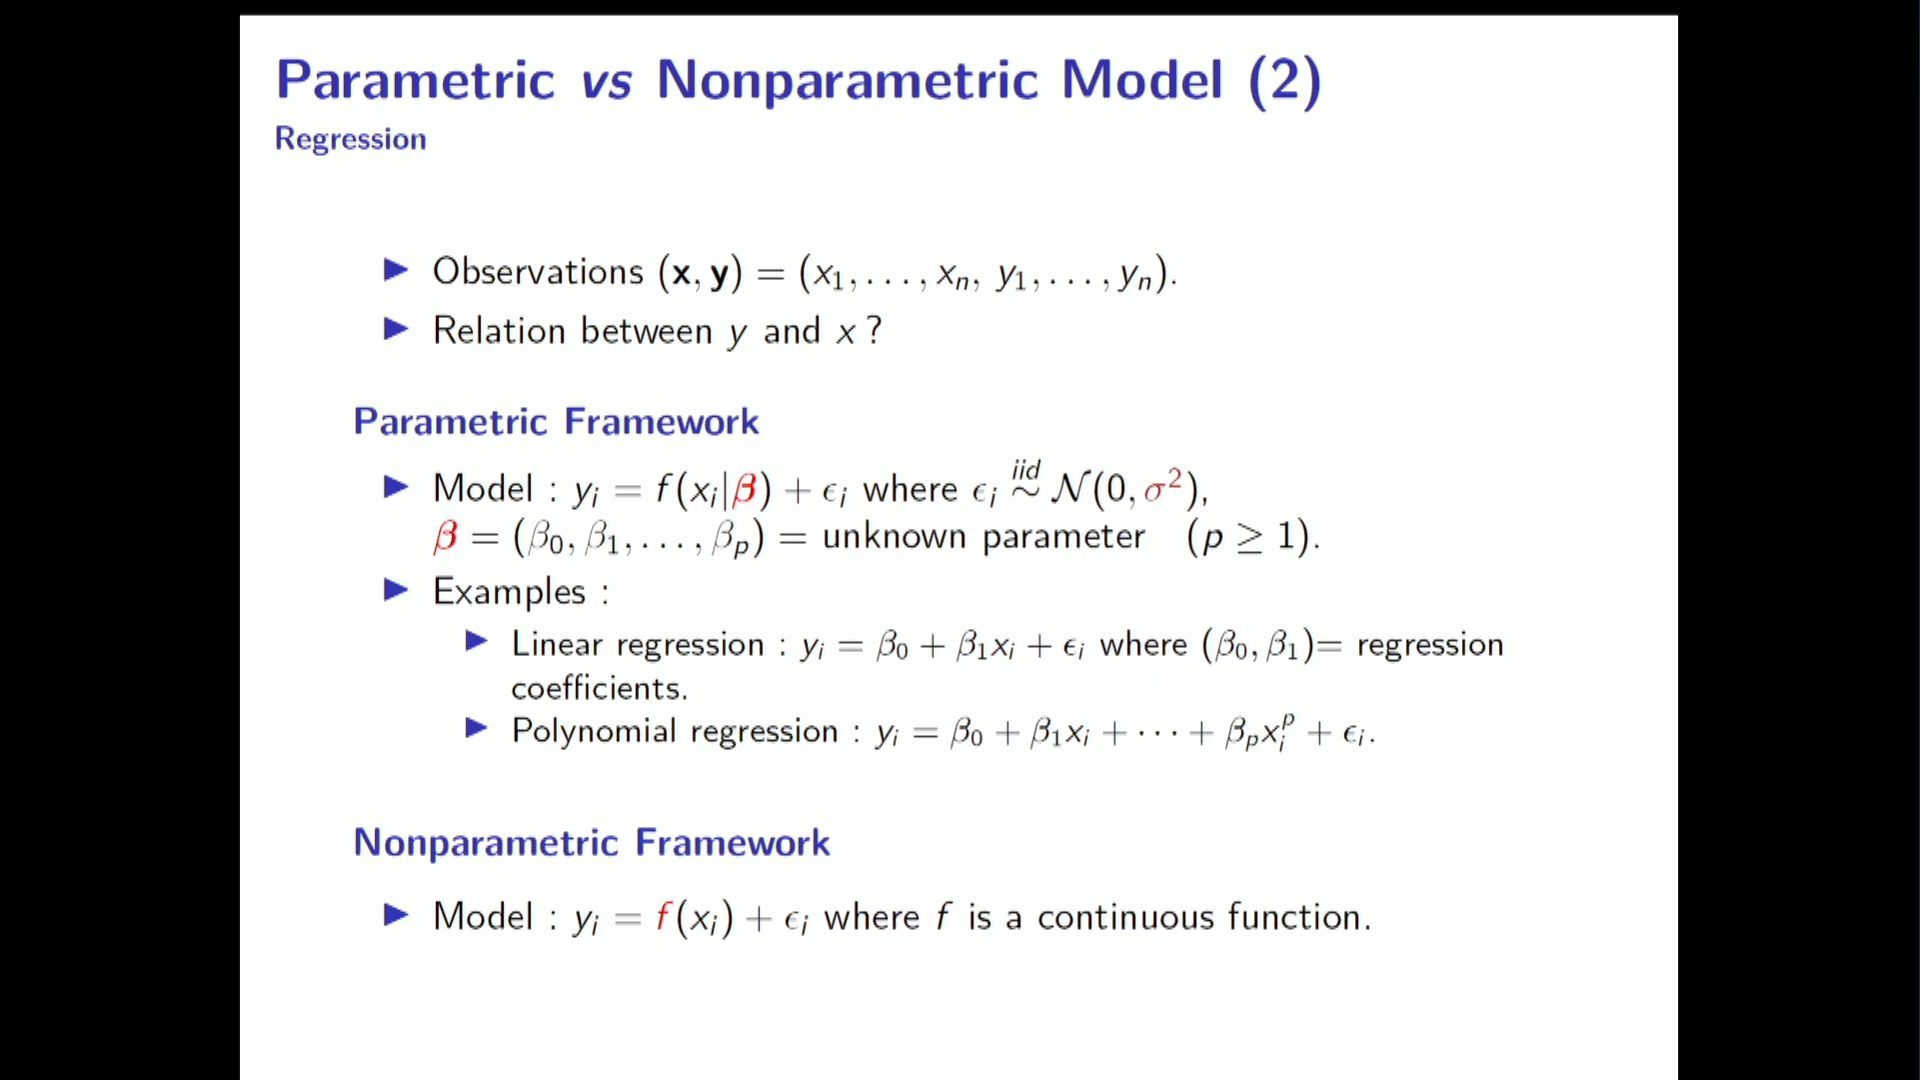 Parametric vs Nonparametric Model (2)
Regression
▶ Observations (x, y) = (x₁, . . . , xₙ, y₁, . . . , yₙ).
▶ Relation between y and x ?
Parametric Framework
▶ Model : yᵢ = f(xᵢ|β) + ϵᵢ where ϵᵢ ~ⁱⁱᵈ 𝒩(0, σ²),
β = (β₀, β₁, . . . , βₚ) = unknown parameter (p ≥ 1).
▶ Examples :
▶ Linear regression : yᵢ = β₀ + β₁xᵢ + ϵᵢ where (β₀, β₁)= regression
coefficients.
▶ Polynomial regression : yᵢ = β₀ + β₁xᵢ + · · · + βₚxᵢᵖ + ϵᵢ.
Nonparametric Framework
▶ Model : yᵢ = f(xᵢ) + ϵᵢ where f is a continuous function.